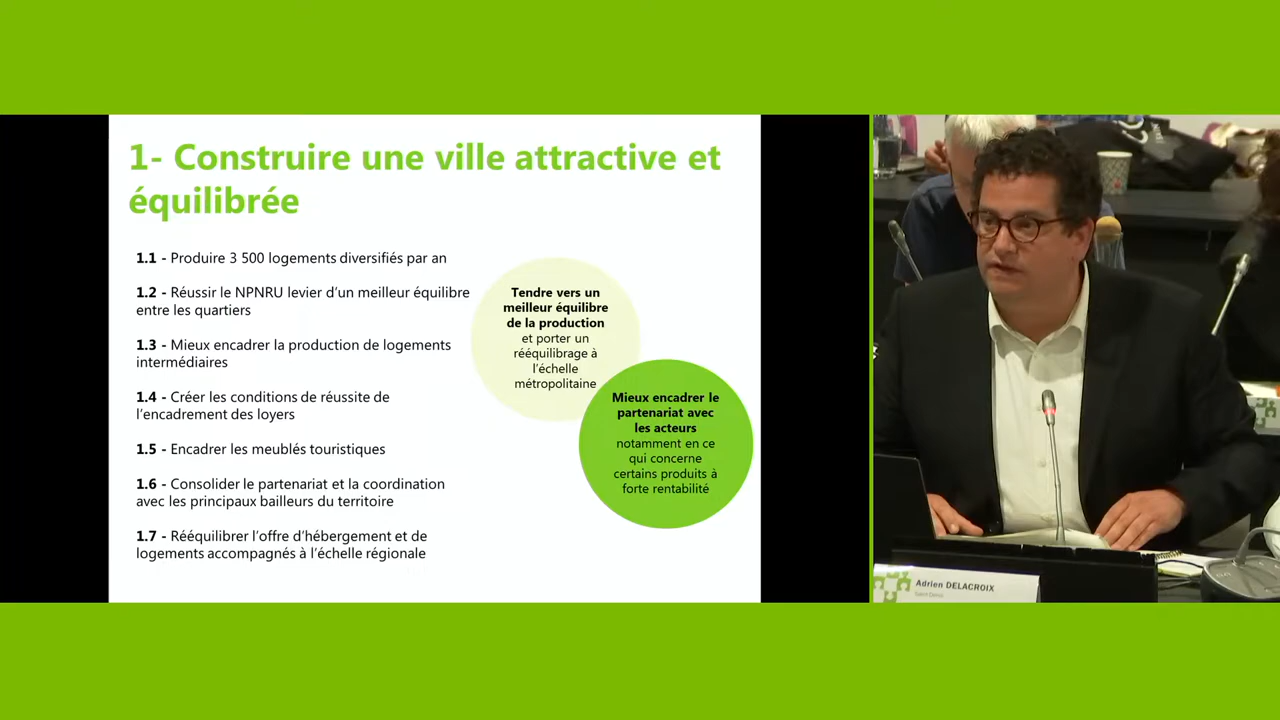 1- Construire une ville attractive et
équilibrée
1.1 - Produire 3 500 logements diversifiés par an
1.2 - Réussir le NPNRU levier d'un meilleur équilibre
entre les quartiers
1.3 - Mieux encadrer la production de logements
intermédiaires
1.4 - Créer les conditions de réussite de
l'encadrement des loyers
1.5 - Encadrer les meublés touristiques
1.6 - Consolider le partenariat et la coordination
avec les principaux bailleurs du territoire
1.7 - Rééquilibrer l'offre d'hébergement et de
logements accompagnés à l'échelle régionale
Tendre vers un
meilleur équilibre
de la production
et porter un
rééquilibrage à
l'échelle
métropolitaine
Mieux encadrer le
partenariat avec
les acteurs
notamment en ce
qui concerne
certains produits à
forte rentabilité
Adrien DELACROIX
Saint-Denis